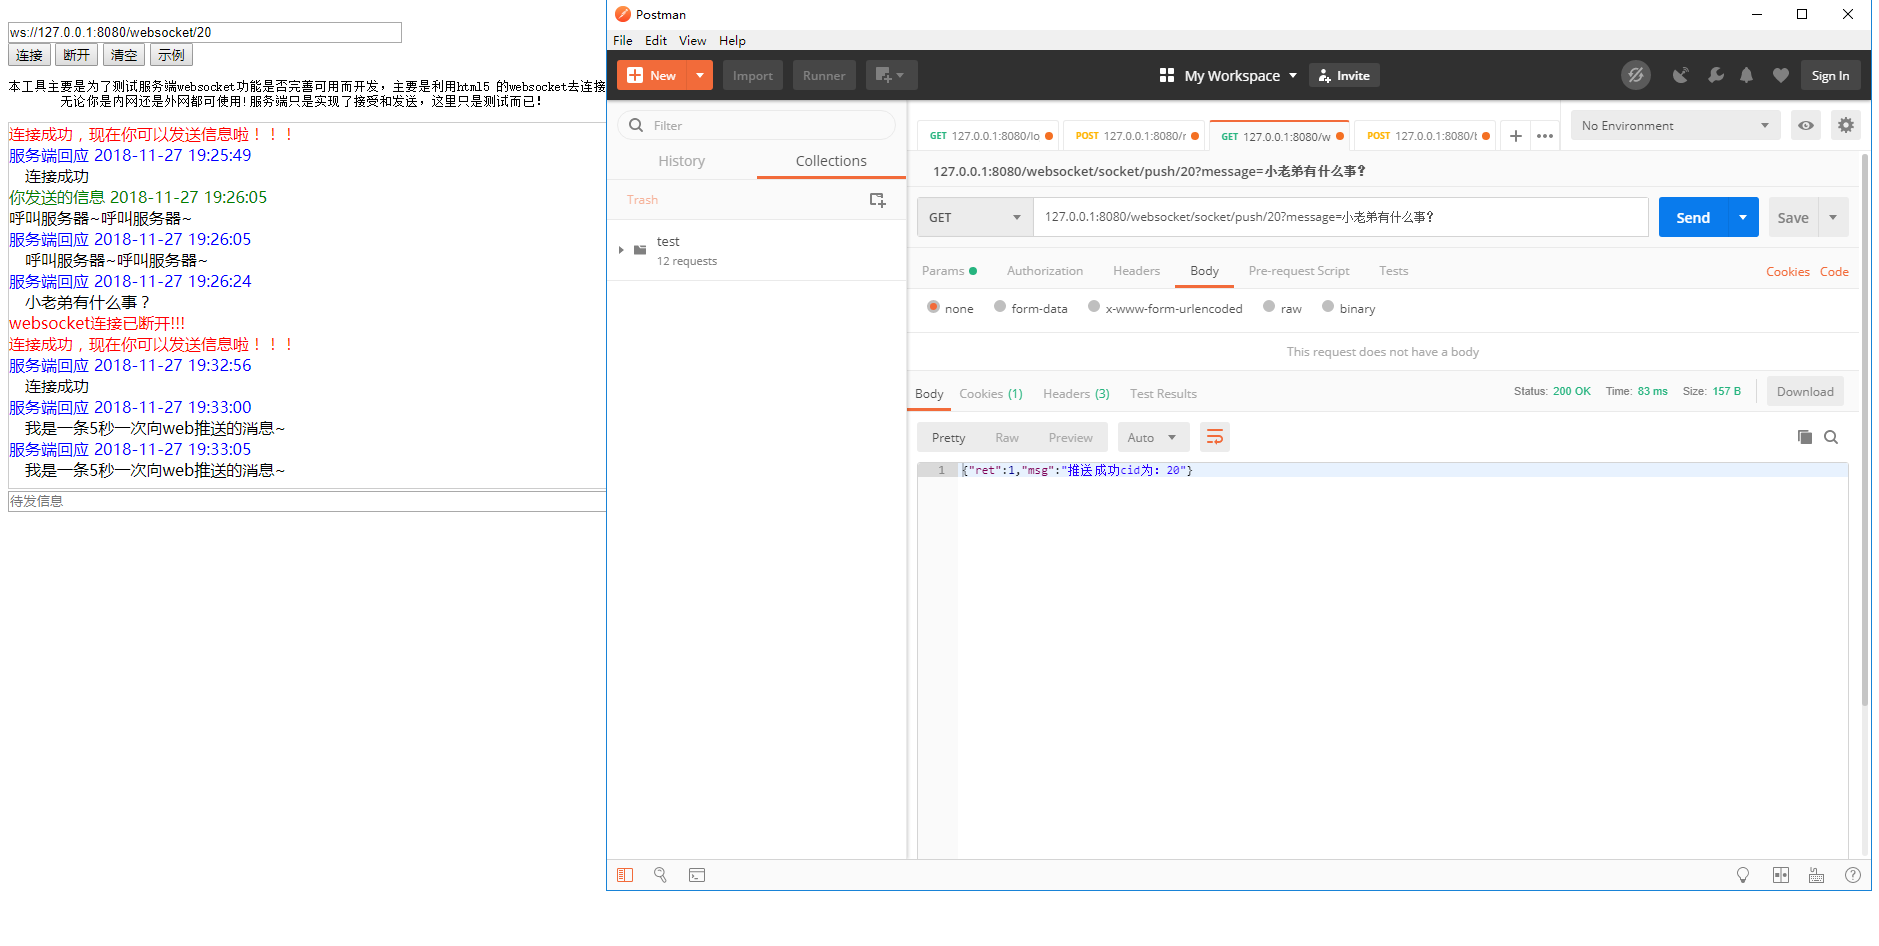 ws://127.0.0.1:8080/websocket/20
连接 断开 清空 示例
本工具主要是为了测试服务端websocket功能是否完善可用而开发，主要是利用html5 的websocket去连接
无论你是内网还是外网都可使用!服务端只是实现了接受和发送，这里只是测试而已!
连接成功，现在你可以发送信息啦！！！
服务端回应 2018-11-27 19:25:49
连接成功
你发送的信息 2018-11-27 19:26:05
呼叫服务器~呼叫服务器~
服务端回应 2018-11-27 19:26:05
呼叫服务器~呼叫服务器~
服务端回应 2018-11-27 19:26:24
小老弟有什么事？
websocket连接已断开!!!
连接成功，现在你可以发送信息啦！！！
服务端回应 2018-11-27 19:32:56
连接成功
服务端回应 2018-11-27 19:33:00
我是一条5秒一次向web推送的消息~
服务端回应 2018-11-27 19:33:05
我是一条5秒一次向web推送的消息~
待发信息
Postman
File Edit View Help
New Import Runner My Workspace Invite Sign In
Filter
History Collections
Trash
test
12 requests
GET 127.0.0.1:8080/lo POST 127.0.0.1:8080/r GET 127.0.0.1:8080/w POST 127.0.0.1:8080/t No Environment
127.0.0.1:8080/websocket/socket/push/20?message=小老弟有什么事?
GET 127.0.0.1:8080/websocket/socket/push/20?message=小老弟有什么事? Send Save
Params Authorization Headers Body Pre-request Script Tests Cookies Code
none form-data x-www-form-urlencoded raw binary
This request does not have a body
Body Cookies (1) Headers (3) Test Results Status: 200 OK Time: 83 ms Size: 157 B Download
Pretty Raw Preview Auto
1 {"ret":1,"msg":"推送成功cid为: 20"}